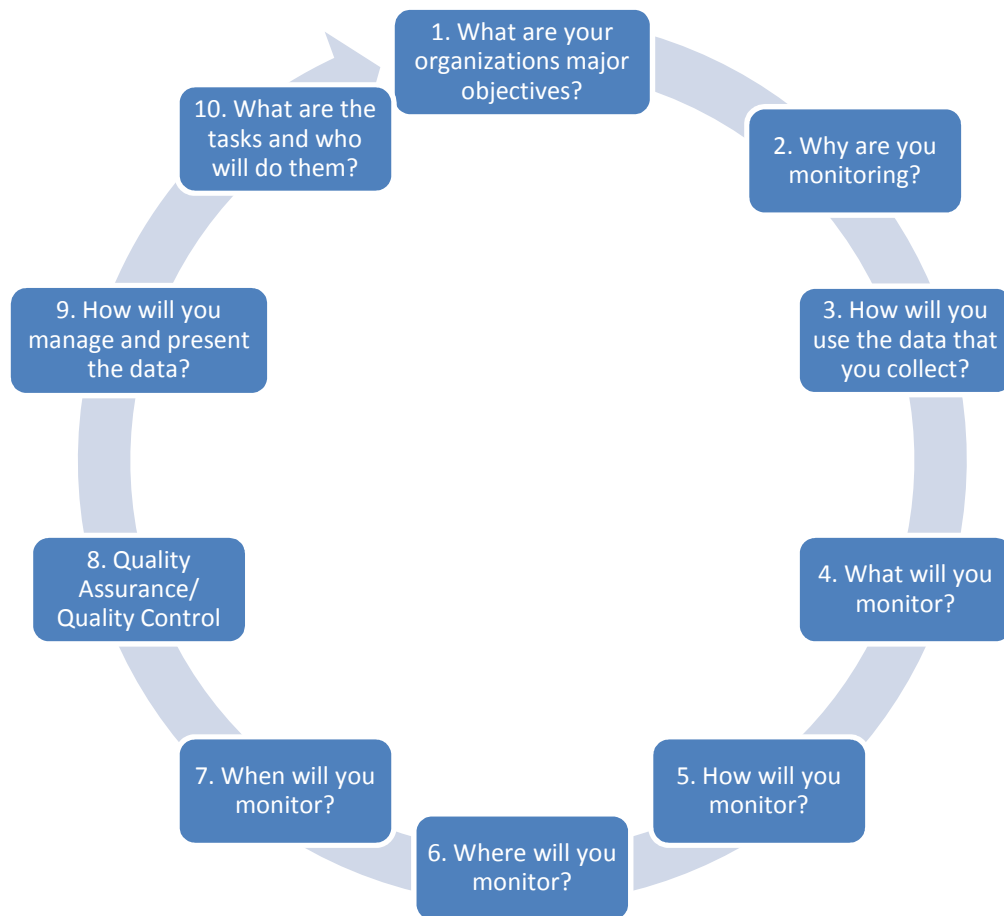 1. What are your
organizations major
objectives?
2. Why are you
monitoring?
3. How will you
use the data that
you collect?
4. What will you
monitor?
5. How will you
monitor?
6. Where will you
monitor?
7. When will you
monitor?
8. Quality
Assurance/
Quality Control
9. How will you
manage and present
the data?
10. What are the
tasks and who
will do them?